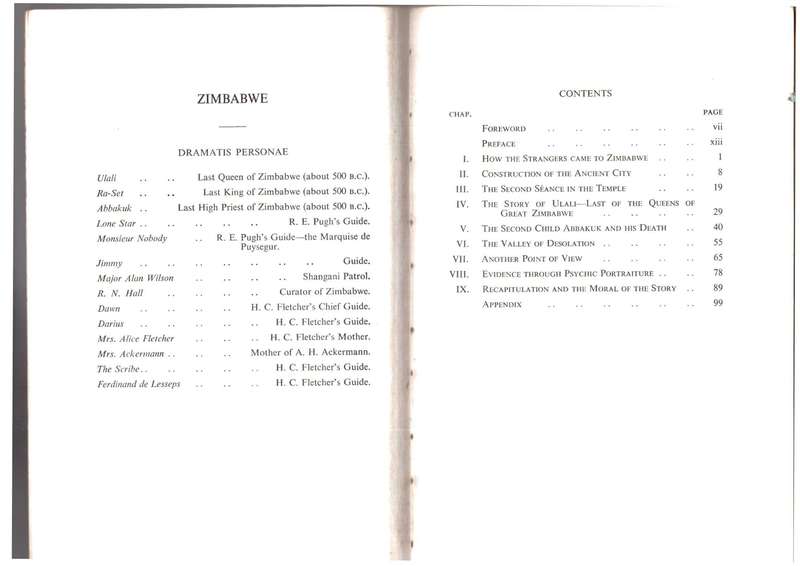 ZIMBABWE
DRAMATIS PERSONAE
Ulali .. .. Last Queen of Zimbabwe (about 500 B.C.).
Ra-Set .. .. Last King of Zimbabwe (about 500 B.C.).
Abbakuk .. Last High Priest of Zimbabwe (about 500 B.C.).
Lone Star .. .. .. .. .. R. E. Pugh's Guide.
Monsieur Nobody .. R. E. Pugh's Guide—the Marquise de
Puysegur.
Jimmy .. .. .. .. .. .. .. Guide.
Major Alan Wilson .. .. .. .. Shangani Patrol.
R. N. Hall .. .. .. .. Curator of Zimbabwe.
Dawn .. .. .. .. H. C. Fletcher's Chief Guide.
Darius .. .. .. .. .. H. C. Fletcher's Guide.
Mrs. Alice Fletcher .. .. .. H. C. Fletcher's Mother.
Mrs. Ackermann .. .. .. Mother of A. H. Ackermann.
The Scribe .. .. .. .. .. H. C. Fletcher's Guide.
Ferdinand de Lesseps .. .. .. H. C. Fletcher's Guide.
CONTENTS
CHAP. PAGE
FOREWORD .. .. .. .. .. .. vii
PREFACE .. .. .. .. .. .. xiii
I. HOW THE STRANGERS CAME TO ZIMBABWE .. .. 1
II. CONSTRUCTION OF THE ANCIENT CITY .. .. 8
III. THE SECOND SÉANCE IN THE TEMPLE .. .. 19
IV. THE STORY OF ULALI—LAST OF THE QUEENS OF
GREAT ZIMBABWE .. .. .. .. 29
V. THE SECOND CHILD ABBAKUK AND HIS DEATH .. 40
VI. THE VALLEY OF DESOLATION .. .. .. .. 55
VII. ANOTHER POINT OF VIEW .. .. .. .. 65
VIII. EVIDENCE THROUGH PSYCHIC PORTRAITURE .. .. 78
IX. RECAPITULATION AND THE MORAL OF THE STORY .. 89
APPENDIX .. .. .. .. .. .. 99